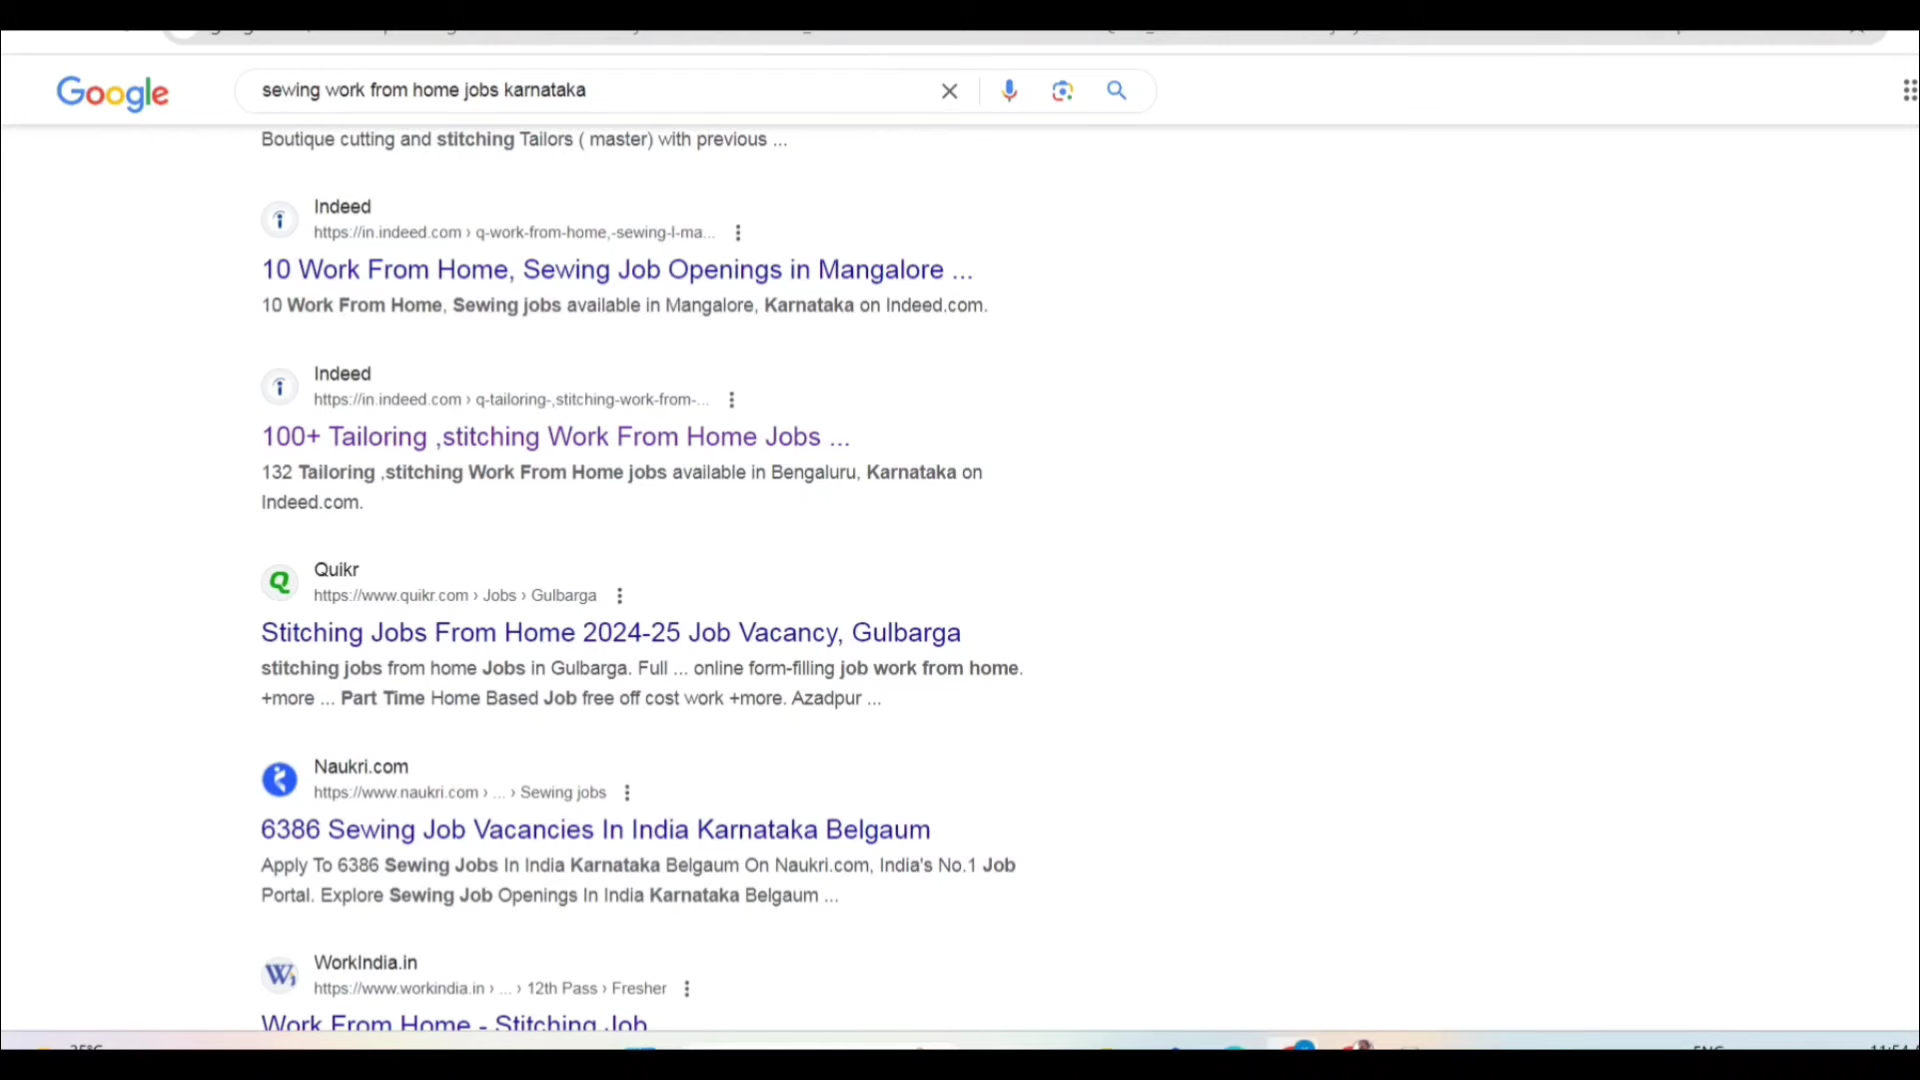 Google
sewing work from home jobs karnataka
Boutique cutting and stitching Tailors ( master) with previous ...
Indeed
https://in.indeed.com › q-work-from-home,-sewing-l-ma...
10 Work From Home, Sewing Job Openings in Mangalore ...
10 Work From Home, Sewing jobs available in Mangalore, Karnataka on Indeed.com.
Indeed
https://in.indeed.com › q-tailoring-,stitching-work-from-...
100+ Tailoring ,stitching Work From Home Jobs ...
132 Tailoring ,stitching Work From Home jobs available in Bengaluru, Karnataka on
Indeed.com.
Quikr
https://www.quikr.com › Jobs › Gulbarga
Stitching Jobs From Home 2024-25 Job Vacancy, Gulbarga
stitching jobs from home Jobs in Gulbarga. Full ... online form-filling job work from home.
+more ... Part Time Home Based Job free off cost work +more. Azadpur ...
Naukri.com
https://www.naukri.com › ... › Sewing jobs
6386 Sewing Job Vacancies In India Karnataka Belgaum
Apply To 6386 Sewing Jobs In India Karnataka Belgaum On Naukri.com, India's No.1 Job
Portal. Explore Sewing Job Openings In India Karnataka Belgaum ...
WorkIndia.in
https://www.workindia.in › ... › 12th Pass › Fresher
Work From Home - Stitching Job